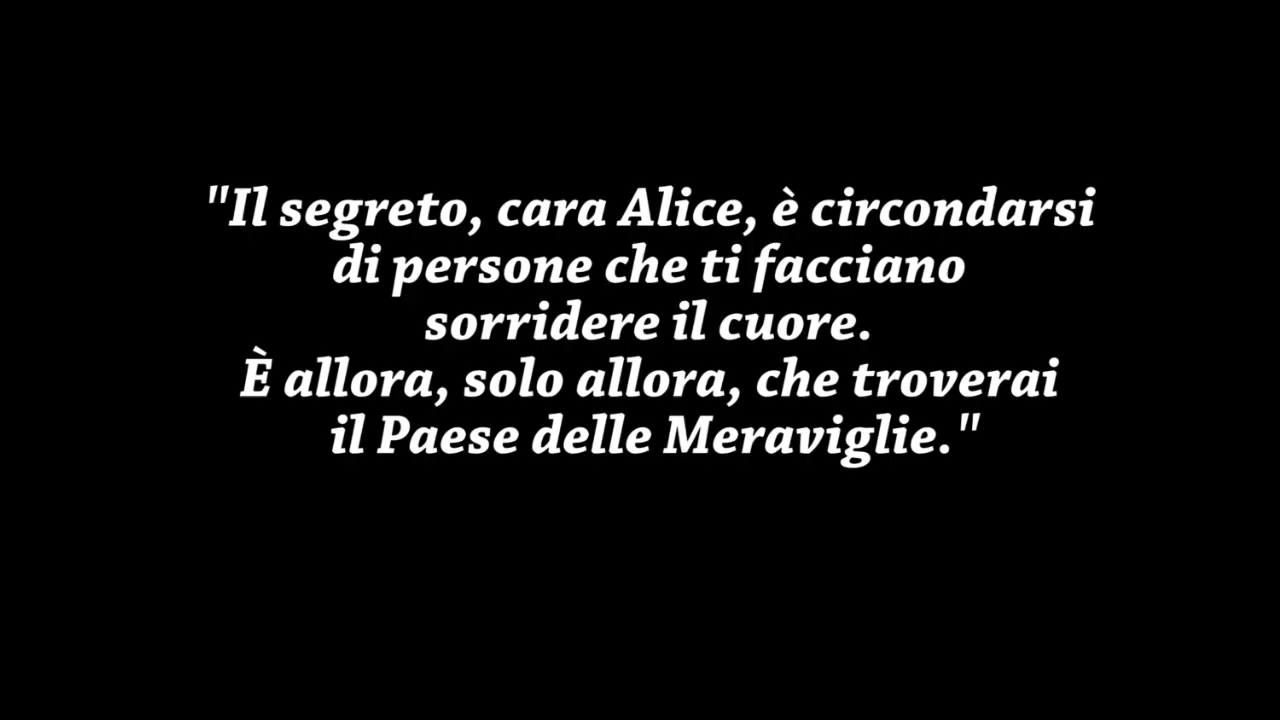 "Il segreto, cara Alice, è circondarsi
di persone che ti facciano
sorridere il cuore.
È allora, solo allora, che troverai
il Paese delle Meraviglie."